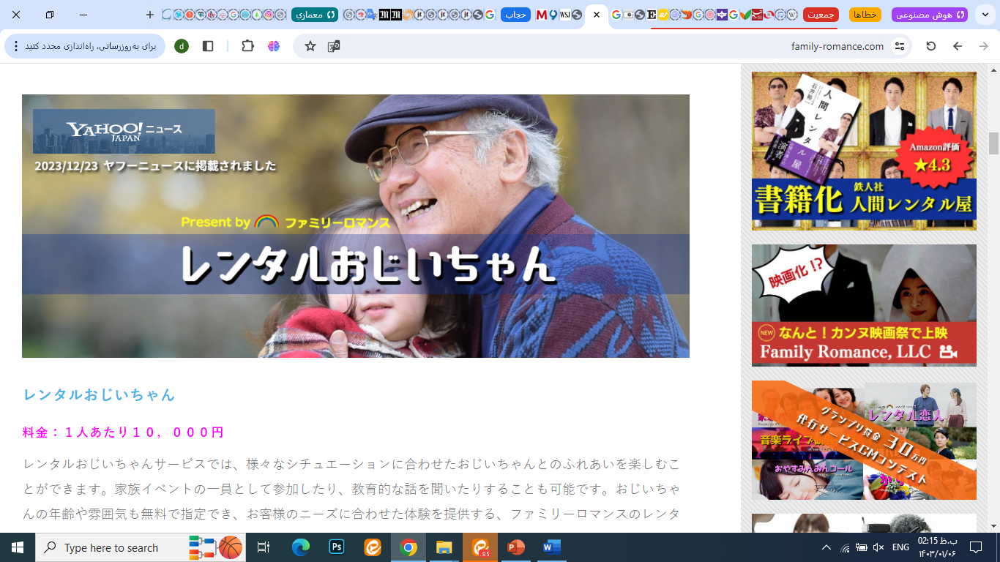 معماری
حجاب
جمعیت
خطاها
هوش مصنوعی
برای به‌روزرسانی، راه‌اندازی مجدد کنید
d
family-romance.com
YAHOO! ニュース
JAPAN
2023/12/23 ヤフーニュースに掲載されました
Present by ファミリーロマンス
レンタルおじいちゃん
レンタルおじいちゃん
料金：１人あたり１０，０００円
レンタルおじいちゃんサービスでは、様々なシチュエーションに合わせたおじいちゃんとのふれあいを楽しむこ
とができます。家族イベントの一員として参加したり、教育的な話を聞いたりすることも可能です。おじいちゃ
んの年齢や雰囲気も無料で指定でき、お客様のニーズに合わせた体験を提供する、ファミリーロマンスのレンタ
人間レンタル屋
石井裕一
Amazon評価
★4.3
書籍化 鉄人社
人間レンタル屋
映画化!?
NEW なんと！カンヌ映画祭で上映
Family Romance, LLC
グランプリ賞金 30万円
代行サービスCMコンテスト
レンタル恋人
音楽ライブ
おやすみんみんコール
Type here to search
Ps
.95
P
W
ENG
02:15 ب.ظ
۱۴۰۳/۰۱/۰۶